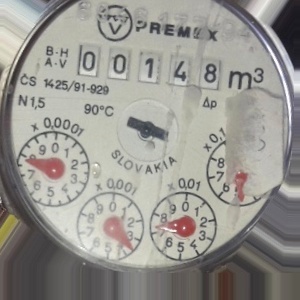 PREMEX
B-H
A-V
00148 m³
ČS 1425/91-929
N1,5 90°C Δp
SLOVAKIA
x 0,0001
x 0,001
x 0,01
x 0,1